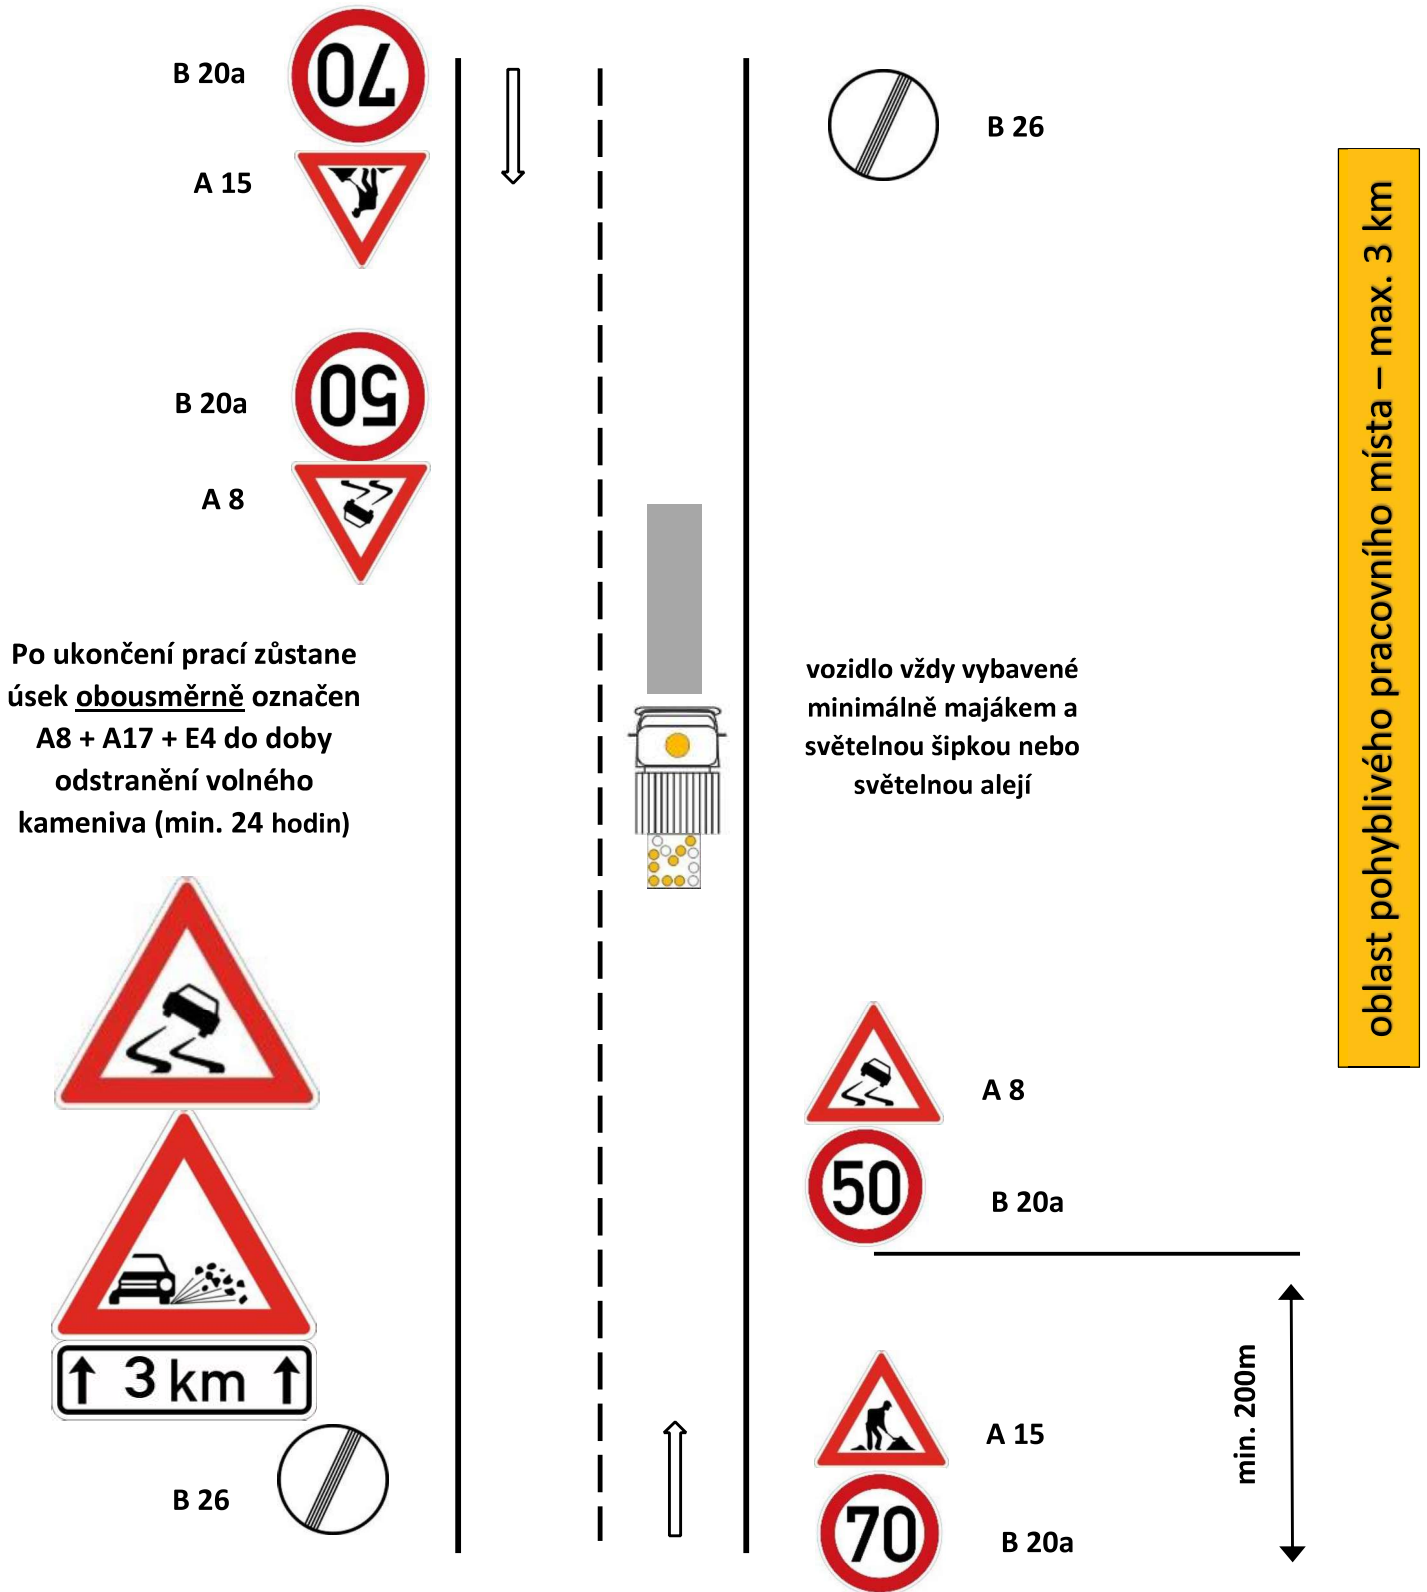 B 20a
70
A 15
B 26
B 20a
50
A 8
oblast pohyblivého pracovního místa – max. 3 km
Po ukončení prací zůstane
úsek obousměrně označen
A8 + A17 + E4 do doby
odstranění volného
kameniva (min. 24 hodin)
vozidlo vždy vybavené
minimálně majákem a
světelnou šipkou nebo
světelnou alejí
A 8
50
B 20a
3 km
B 26
min. 200m
A 15
70
B 20a